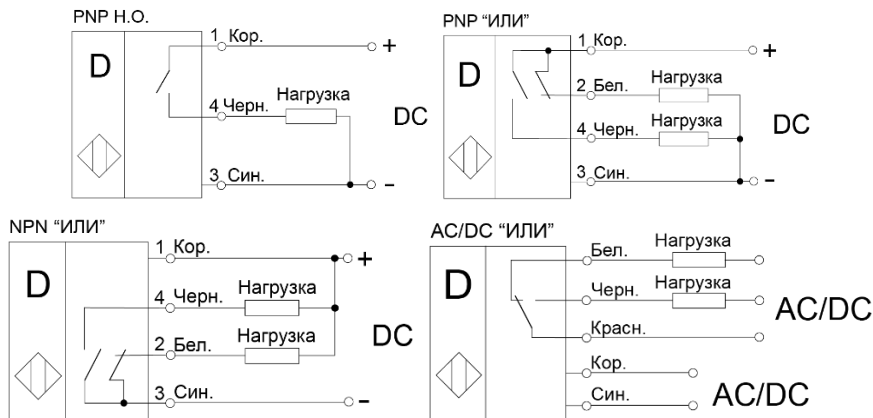 PNP Н.О.
D
1 Кор.
+
4 Черн.
Нагрузка
DC
3 Син.
-
PNP “ИЛИ”
D
1 Кор.
+
2 Бел.
Нагрузка
4 Черн.
Нагрузка
DC
3 Син.
-
NPN “ИЛИ”
D
1 Кор.
+
4 Черн.
Нагрузка
2 Бел.
Нагрузка
DC
3 Син.
-
AC/DC “ИЛИ”
D
Бел.
Нагрузка
Черн.
Нагрузка
AC/DC
Красн.
Кор.
Син.
AC/DC